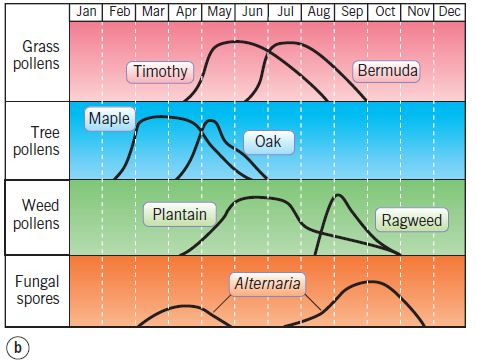 Jan Feb Mar Apr May Jun Jul Aug Sep Oct Nov Dec
Grass
pollens
Timothy
Bermuda
Tree
pollens
Maple
Oak
Weed
pollens
Plantain
Ragweed
Fungal
spores
Alternaria
b